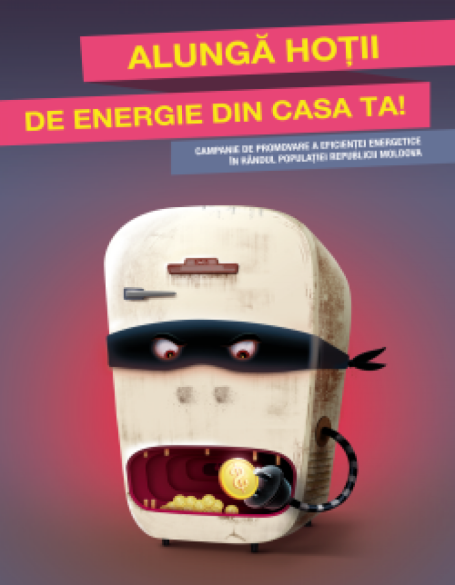 ALUNGĂ HOȚII
DE ENERGIE DIN CASA TA!
CAMPANIE DE PROMOVARE A EFICIENȚEI ENERGETICE
ÎN RÂNDUL POPULAȚIEI REPUBLICII MOLDOVA